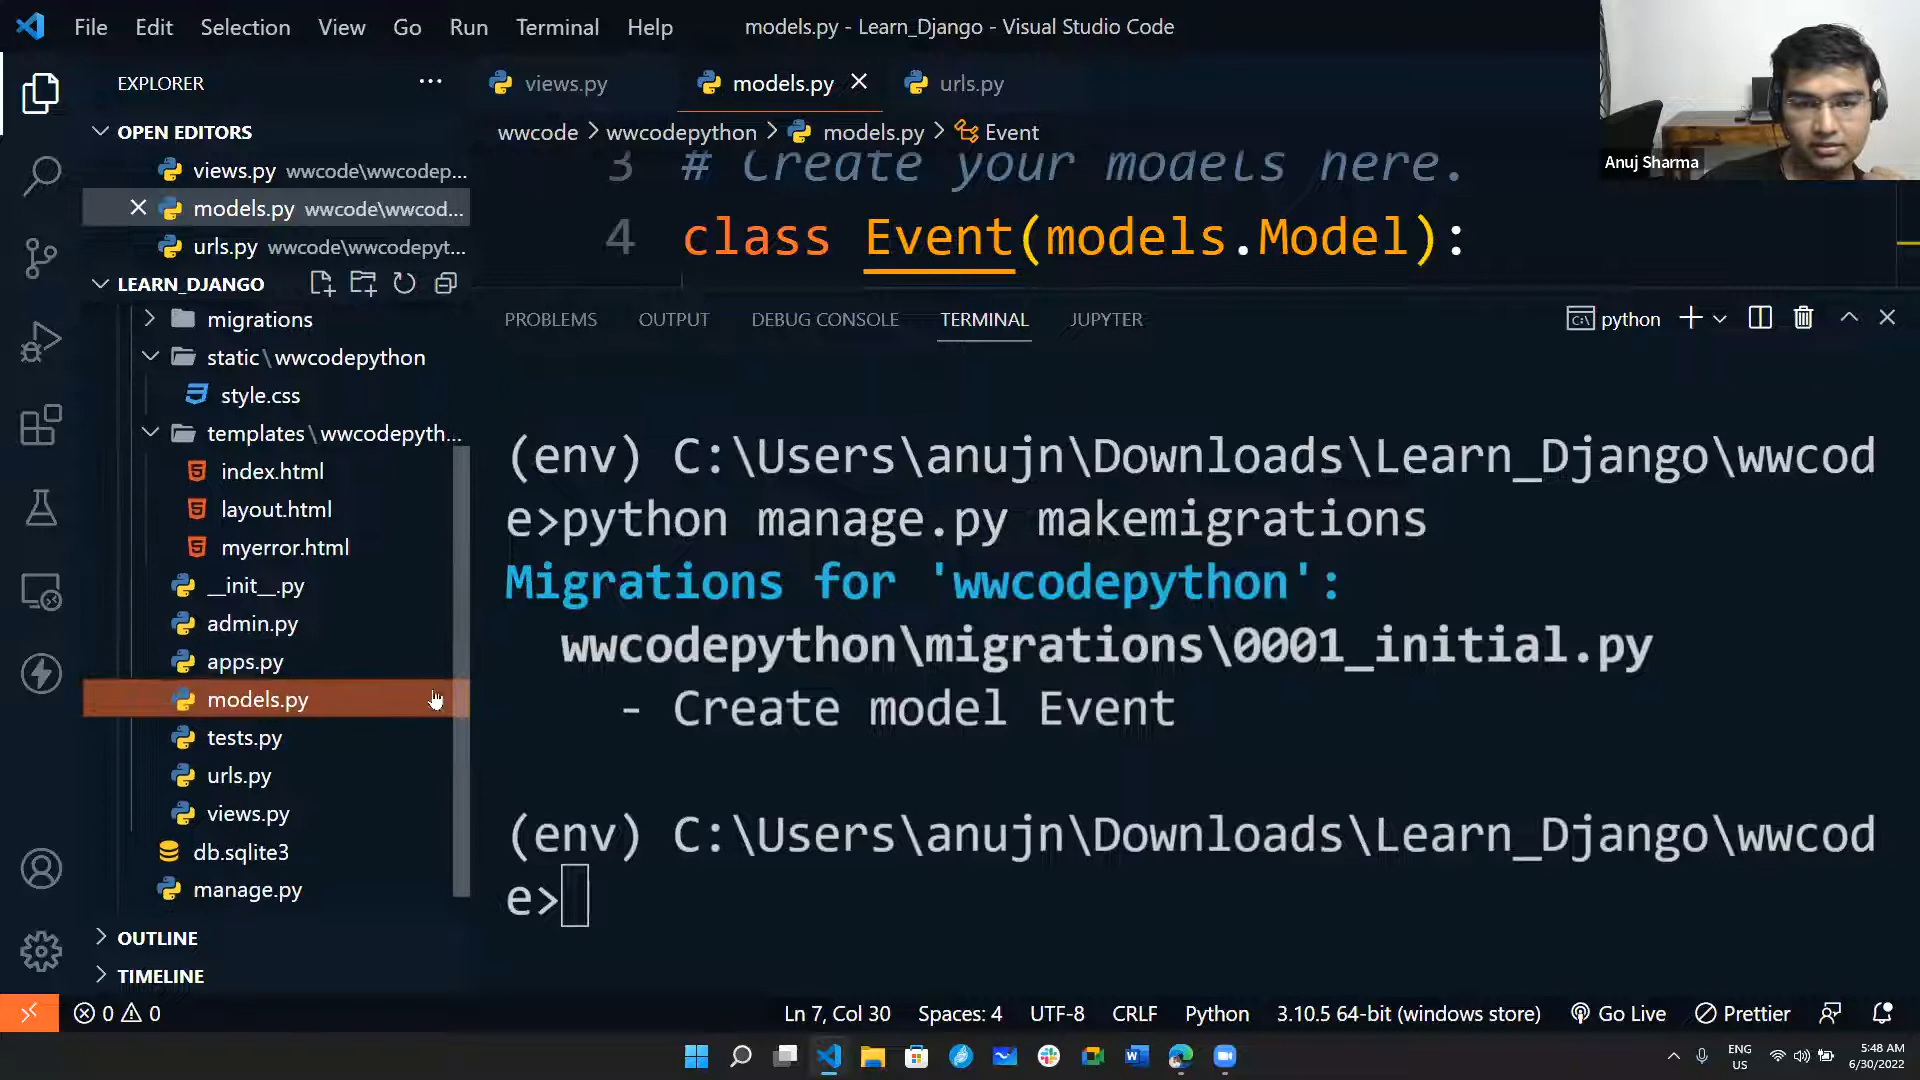 File Edit Selection View Go Run Terminal Help
models.py - Learn_Django - Visual Studio Code
EXPLORER
OPEN EDITORS
views.py wwcode\wwcodep...
models.py wwcode\wwcod...
urls.py wwcode\wwcodepyt...
LEARN_DJANGO
migrations
static\wwcodepython
style.css
templates\wwcodepyth...
index.html
layout.html
myerror.html
__init__.py
admin.py
apps.py
models.py
tests.py
urls.py
views.py
db.sqlite3
manage.py
OUTLINE
TIMELINE
views.py models.py urls.py
wwcode > wwcodepython > models.py > Event
3 # Create your models here.
4 class Event(models.Model):
Anuj Sharma
PROBLEMS OUTPUT DEBUG CONSOLE TERMINAL JUPYTER
python
(env) C:\Users\anujn\Downloads\Learn_Django\wwcod
e>python manage.py makemigrations
Migrations for 'wwcodepython':
wwcodepython\migrations\0001_initial.py
- Create model Event
(env) C:\Users\anujn\Downloads\Learn_Django\wwcod
e>
0 0
Ln 7, Col 30 Spaces: 4 UTF-8 CRLF Python 3.10.5 64-bit (windows store) Go Live Prettier
ENG
US
5:48 AM
6/30/2022